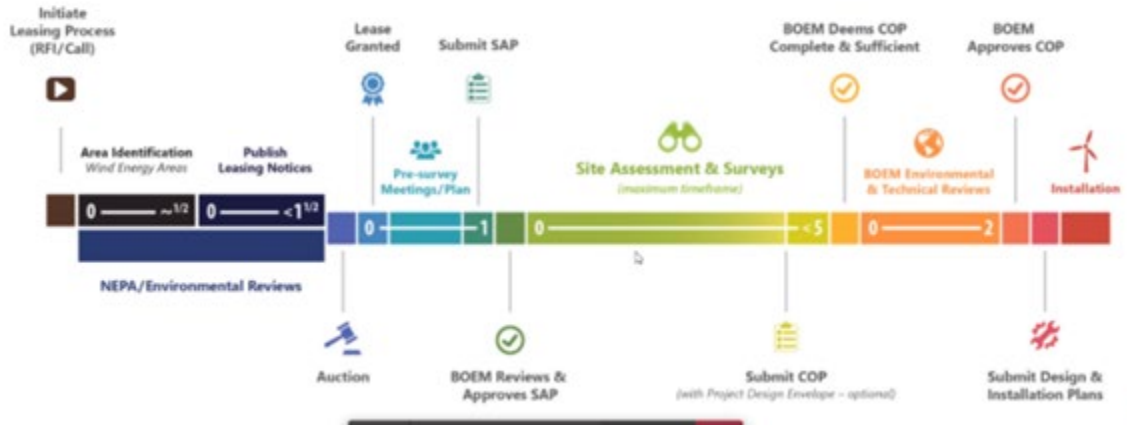 Initiate
Leasing Process
(RFI/Call)
Lease
Granted
Submit SAP
BOEM Deems COP
Complete & Sufficient
BOEM
Approves COP
Area Identification
Wind Energy Areas
Publish
Leasing Notices
Pre-survey
Meetings/Plan
Site Assessment & Surveys
(maximum timeframe)
BOEM Environmental
& Technical Reviews
Installation
0 ~1/2
0 <1 1/2
0 1
0 <5
0 2
NEPA/Environmental Reviews
Auction
BOEM Reviews &
Approves SAP
Submit COP
(with Project Design Envelope – optional)
Submit Design &
Installation Plans